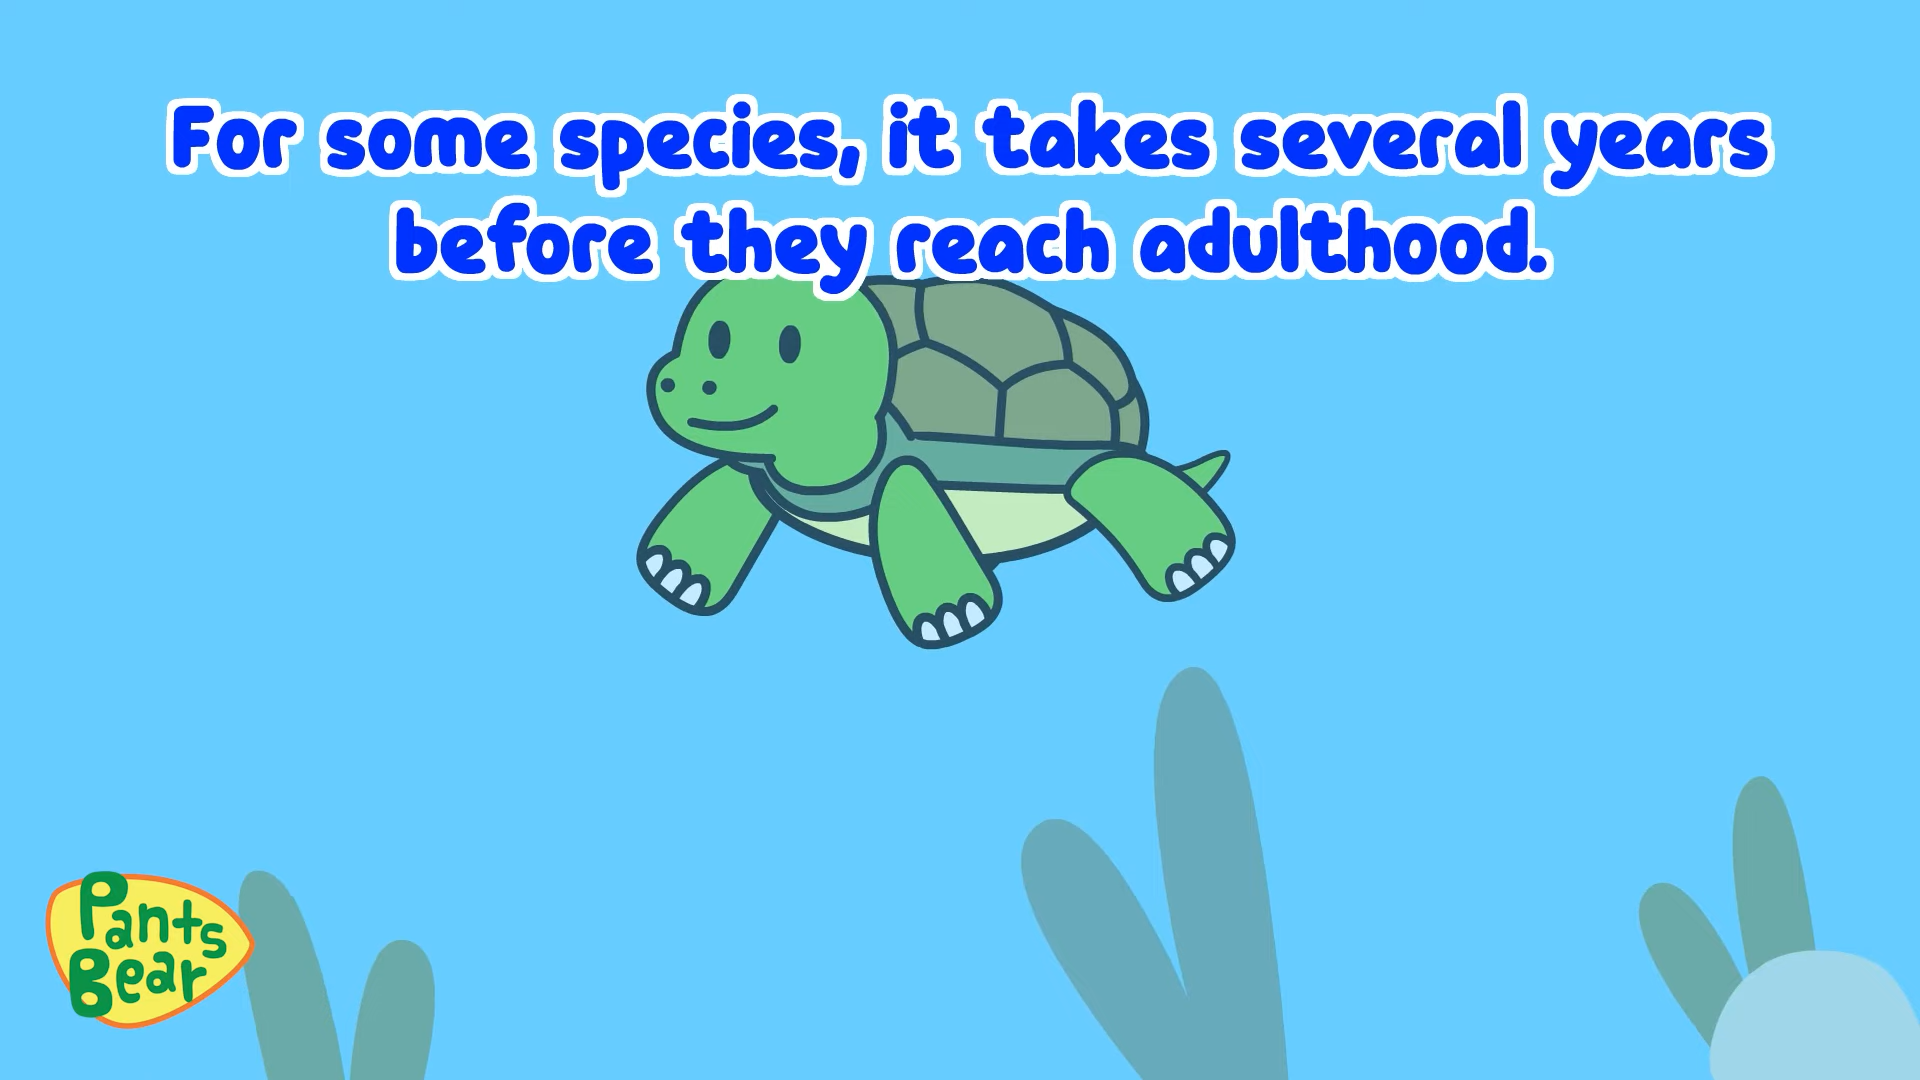 For some species, it takes several years
before they reach adulthood.
Pants
Bear